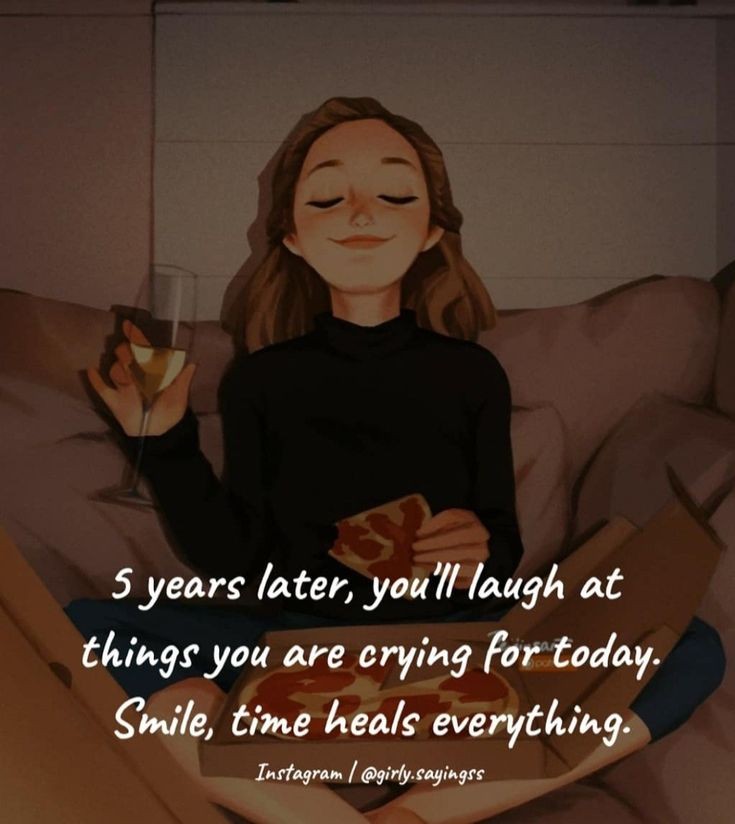 5 years later, you'll laugh at
things you are crying for today.
Smile, time heals everything.
Instagram / @girly.sayingss